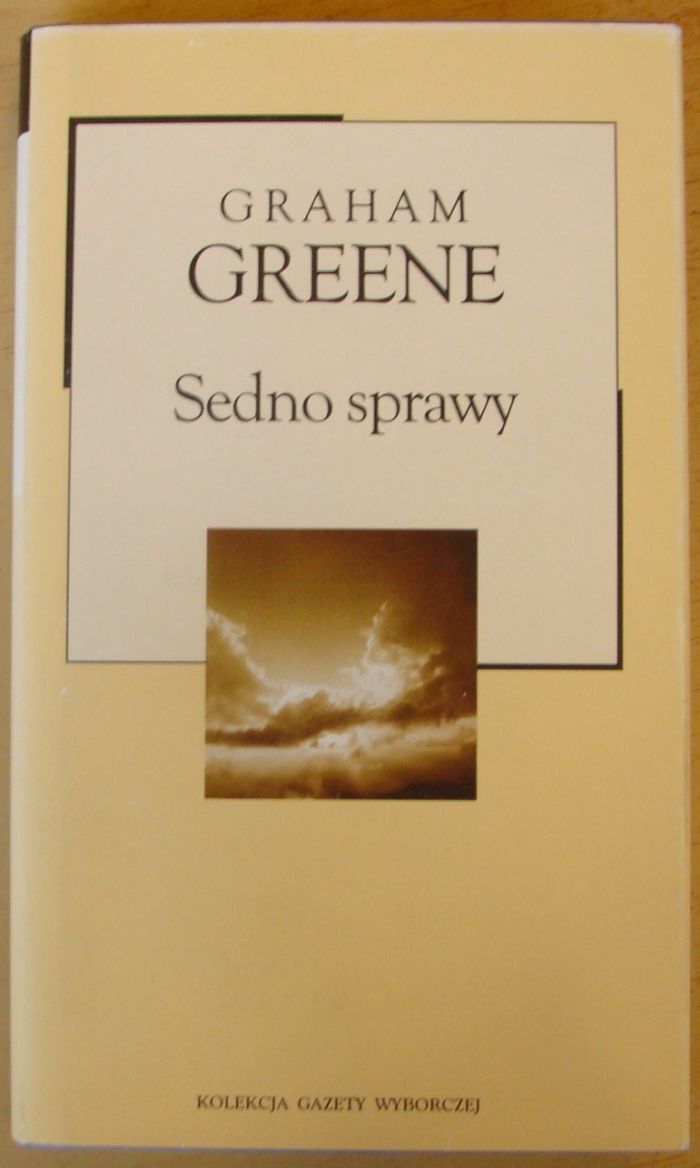 GRAHAM
GREENE
Sedno sprawy
KOLEKCJA GAZETY WYBORCZEJ